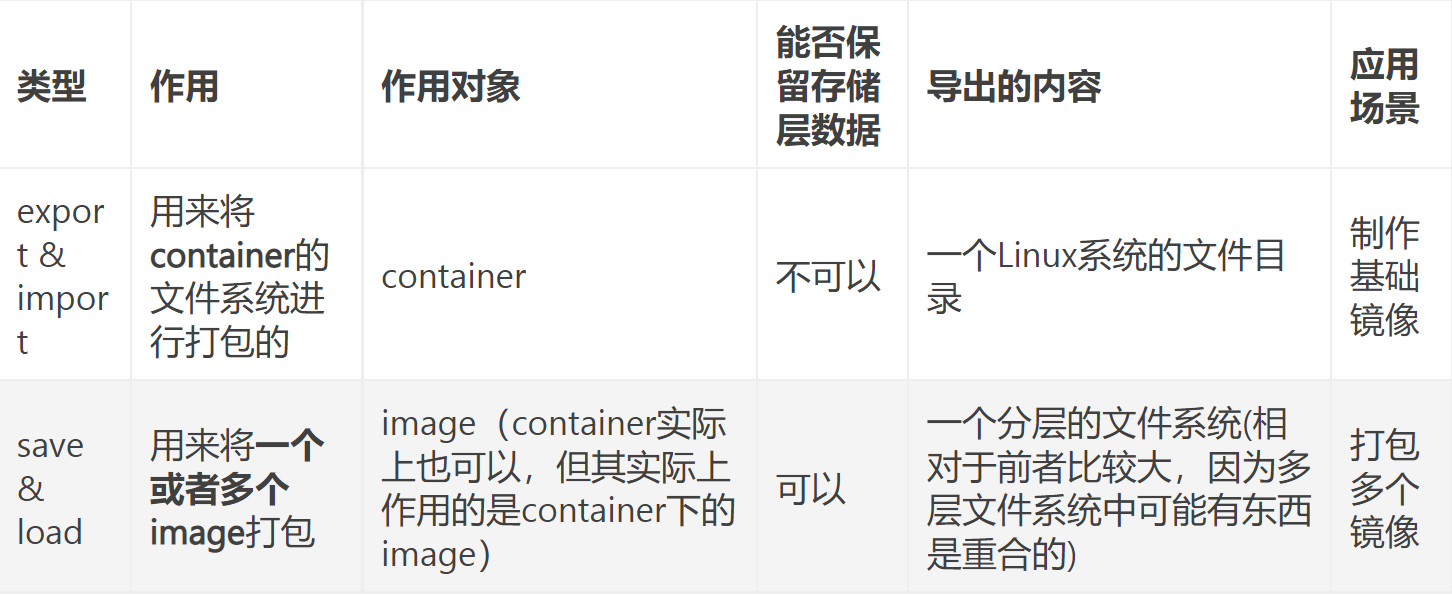 类型
作用
作用对象
能否保
留存储
层数据
导出的内容
应用
场景
expor
t &
impor
t
用来将
container的
文件系统进
行打包的
container
不可以
一个Linux系统的文件目
录
制作
基础
镜像
save
&
load
用来将一个
或者多个
image打包
image（container实际
上也可以，但其实际上
作用的是container下的
image）
可以
一个分层的文件系统(相
对于前者比较大，因为多
层文件系统中可能有东西
是重合的)
打包
多个
镜像